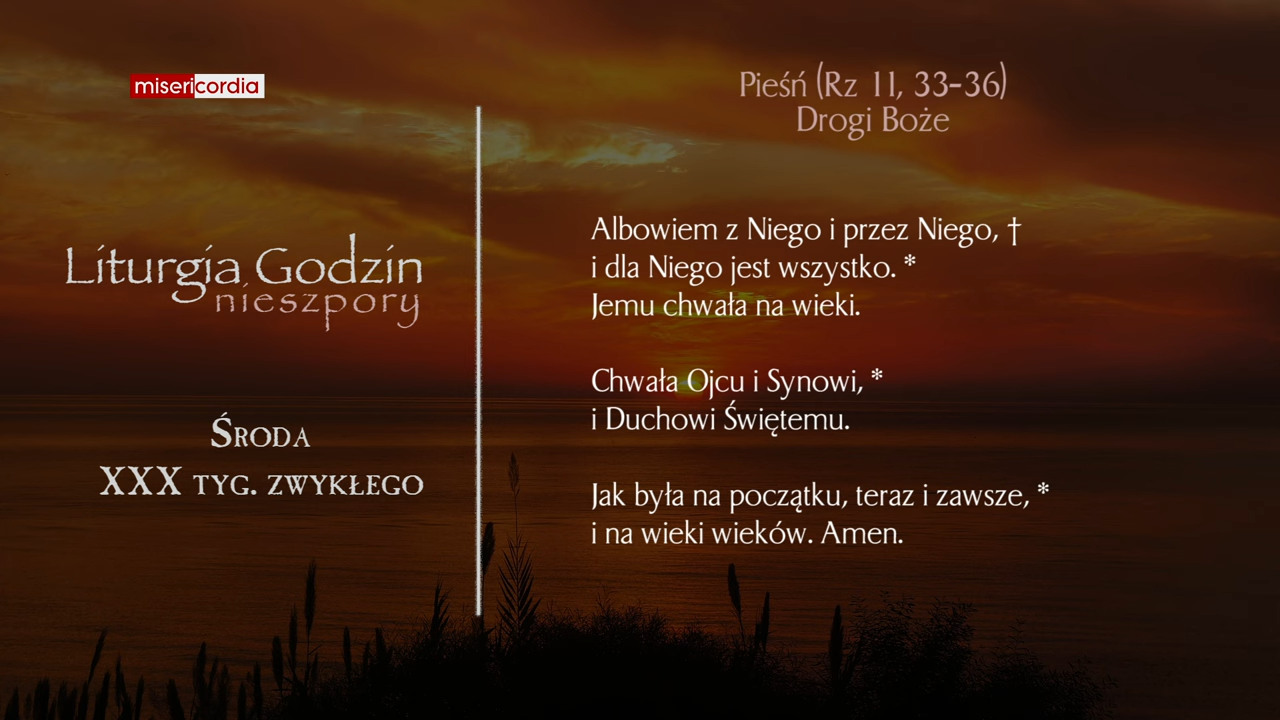 misericordia
Liturgia Godzin
nieszpory
Środa
XXX tyg. zwykłego
Pieśń (Rz 11, 33-36)
Drogi Boże
Albowiem z Niego i przez Niego, †
i dla Niego jest wszystko. *
Jemu chwała na wieki.
Chwała Ojcu i Synowi, *
i Duchowi Świętemu.
Jak była na początku, teraz i zawsze, *
i na wieki wieków. Amen.